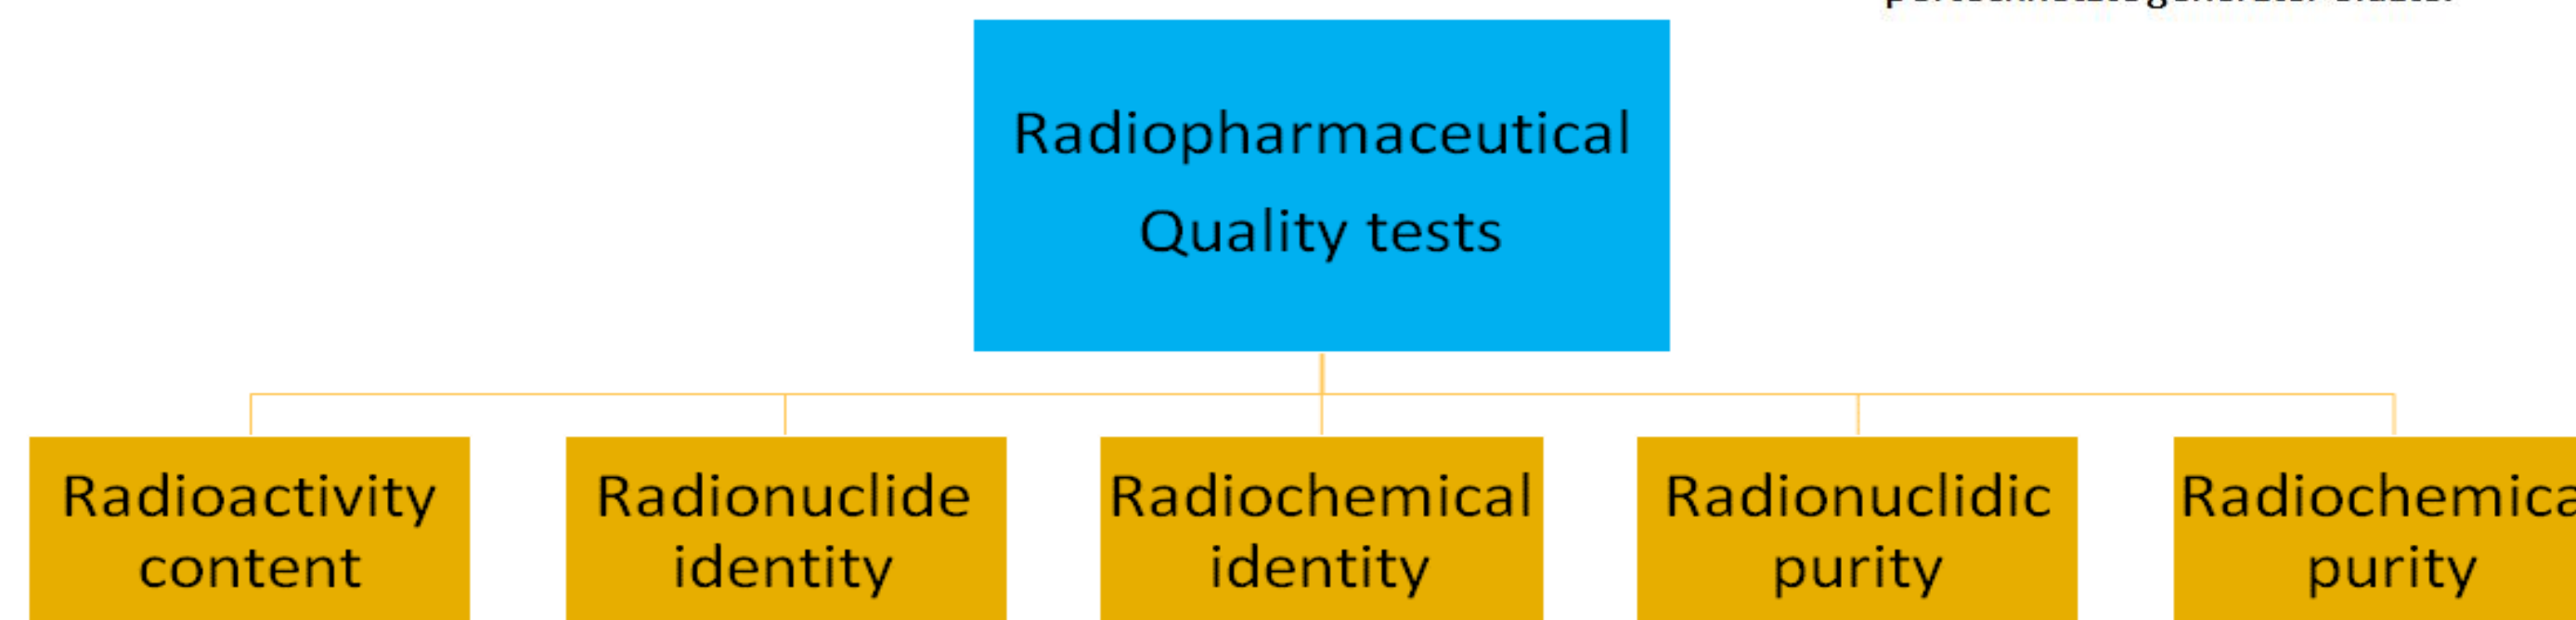 Radiopharmaceutical
Quality tests
Radioactivity
content
Radionuclide
identity
Radiochemical
identity
Radionuclidic
purity
Radiochemica
purity